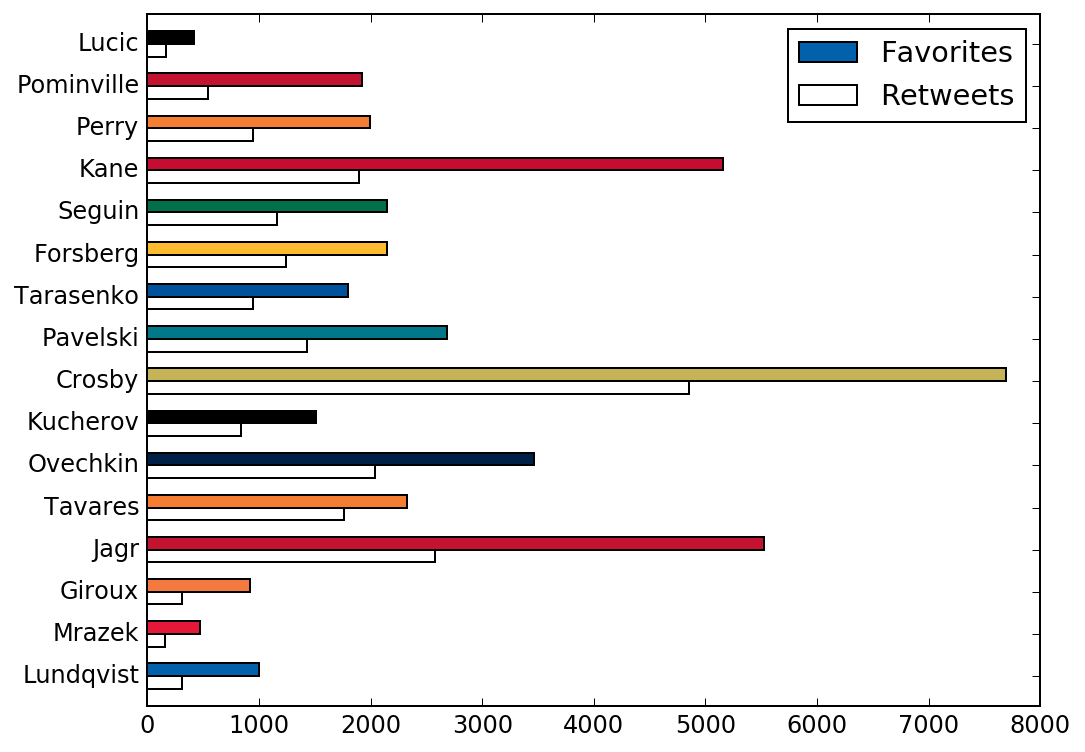 Lucic
Pominville
Perry
Kane
Seguin
Forsberg
Tarasenko
Pavelski
Crosby
Kucherov
Ovechkin
Tavares
Jagr
Giroux
Mrazek
Lundqvist
Favorites
Retweets
0 1000 2000 3000 4000 5000 6000 7000 8000